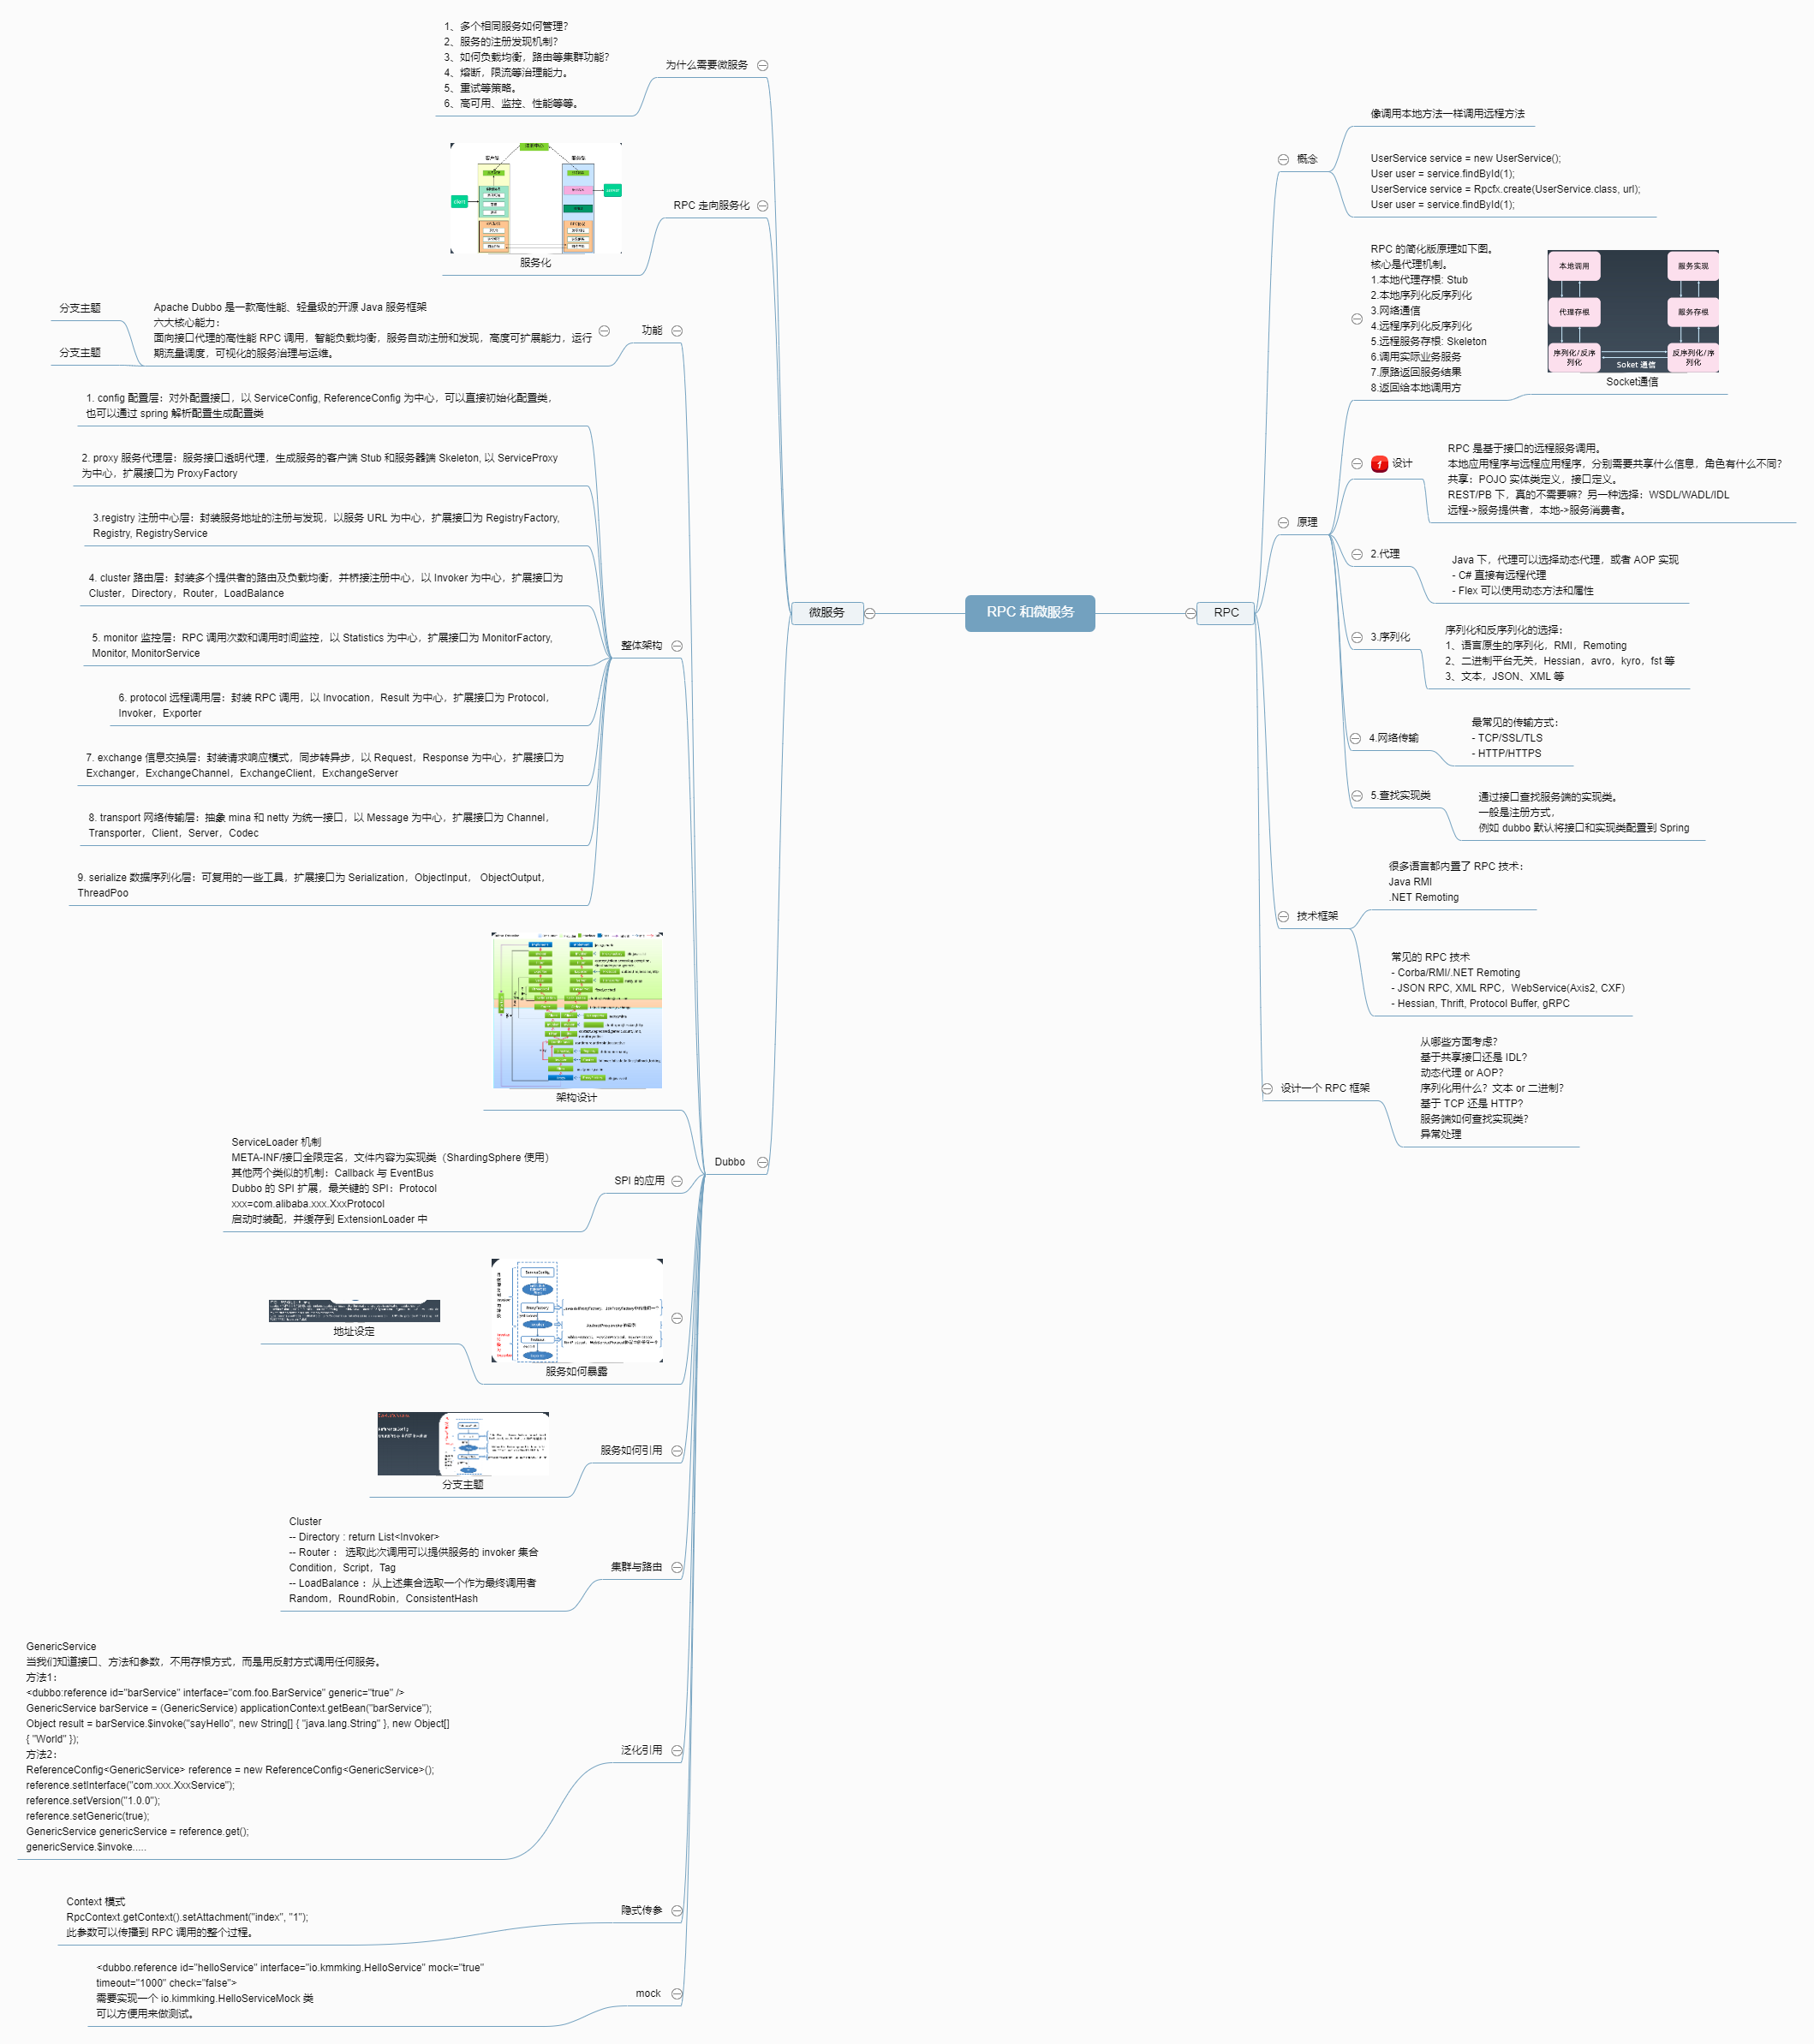 RPC 和微服务
RPC
概念
像调用本地方法一样调用远程方法
UserService service = new UserService();
User user = service.findById(1);
UserService service = Rpcfx.create(UserService.class, url);
User user = service.findById(1);
原理
RPC 的简化版原理如下图。
核心是代理机制。
1.本地代理存根: Stub
2.本地序列化反序列化
3.网络通信
4.远程序列化反序列化
5.远程服务存根: Skeleton
6.调用实际业务服务
7.原路返回服务结果
8.返回给本地调用方
本地调用
服务实现
代理存根
服务存根
序列化/反序
列化
反序列化/序
列化
Soket 通信
Socket通信
1 设计
RPC 是基于接口的远程服务调用。
本地应用程序与远程应用程序，分别需要共享什么信息，角色有什么不同？
共享：POJO 实体类定义，接口定义。
REST/PB 下，真的不需要嘛？另一种选择：WSDL/WADL/IDL
远程->服务提供者，本地->服务消费者。
2.代理
Java 下，代理可以选择动态代理，或者 AOP 实现
- C# 直接有远程代理
- Flex 可以使用动态方法和属性
3.序列化
序列化和反序列化的选择：
1、语言原生的序列化，RMI，Remoting
2、二进制平台无关，Hessian，avro，kyro，fst 等
3、文本，JSON、XML 等
4.网络传输
最常见的传输方式：
- TCP/SSL/TLS
- HTTP/HTTPS
5.查找实现类
通过接口查找服务端的实现类。
一般是注册方式，
例如 dubbo 默认将接口和实现类配置到 Spring
技术框架
很多语言都内置了 RPC 技术：
Java RMI
.NET Remoting
常见的 RPC 技术
- Corba/RMI/.NET Remoting
- JSON RPC, XML RPC，WebService(Axis2, CXF)
- Hessian, Thrift, Protocol Buffer, gRPC
设计一个 RPC 框架
从哪些方面考虑？
基于共享接口还是 IDL？
动态代理 or AOP？
序列化用什么？文本 or 二进制？
基于 TCP 还是 HTTP？
服务端如何查找实现类？
异常处理
微服务
为什么需要微服务
1、多个相同服务如何管理？
2、服务的注册发现机制？
3、如何负载均衡，路由等集群功能？
4、熔断，限流等治理能力。
5、重试等策略。
6、高可用、监控、性能等等。
RPC 走向服务化
服务化
Dubbo
功能
Apache Dubbo 是一款高性能、轻量级的开源 Java 服务框架
六大核心能力：
面向接口代理的高性能 RPC 调用，智能负载均衡，服务自动注册和发现，高度可扩展能力，运行
期流量调度，可视化的服务治理与运维。
分支主题
分支主题
整体架构
1. config 配置层：对外配置接口，以 ServiceConfig, ReferenceConfig 为中心，可以直接初始化配置类，
也可以通过 spring 解析配置生成配置类
2. proxy 服务代理层：服务接口透明代理，生成服务的客户端 Stub 和服务器端 Skeleton, 以 ServiceProxy
为中心，扩展接口为 ProxyFactory
3.registry 注册中心层：封装服务地址的注册与发现，以服务 URL 为中心，扩展接口为 RegistryFactory,
Registry, RegistryService
4. cluster 路由层：封装多个提供者的路由及负载均衡，并桥接注册中心，以 Invoker 为中心，扩展接口为
Cluster，Directory，Router，LoadBalance
5. monitor 监控层：RPC 调用次数和调用时间监控，以 Statistics 为中心，扩展接口为 MonitorFactory,
Monitor, MonitorService
6. protocol 远程调用层：封装 RPC 调用，以 Invocation，Result 为中心，扩展接口为 Protocol，
Invoker，Exporter
7. exchange 信息交换层：封装请求响应模式，同步转异步，以 Request，Response 为中心，扩展接口为
Exchanger，ExchangeChannel，ExchangeClient，ExchangeServer
8. transport 网络传输层：抽象 mina 和 netty 为统一接口，以 Message 为中心，扩展接口为 Channel，
Transporter，Client，Server，Codec
9. serialize 数据序列化层：可复用的一些工具，扩展接口为 Serialization，ObjectInput， ObjectOutput，
ThreadPoo
架构设计
SPI 的应用
ServiceLoader 机制
META-INF/接口全限定名，文件内容为实现类（ShardingSphere 使用）
其他两个类似的机制：Callback 与 EventBus
Dubbo 的 SPI 扩展，最关键的 SPI：Protocol
xxx=com.alibaba.xxx.XxxProtocol
启动时装配，并缓存到 ExtensionLoader 中
服务如何暴露
地址设定
服务如何引用
分支主题
集群与路由
Cluster
-- Directory : return List<Invoker>
-- Router ： 选取此次调用可以提供服务的 invoker 集合
Condition，Script，Tag
-- LoadBalance ：从上述集合选取一个作为最终调用者
Random，RoundRobin，ConsistentHash
泛化引用
GenericService
当我们知道接口、方法和参数，不用存根方式，而是用反射方式调用任何服务。
方法1：
<dubbo:reference id="barService" interface="com.foo.BarService" generic="true" />
GenericService barService = (GenericService) applicationContext.getBean("barService");
Object result = barService.$invoke("sayHello", new String[] { "java.lang.String" }, new Object[]
{ "World" });
方法2：
ReferenceConfig<GenericService> reference = new ReferenceConfig<GenericService>();
reference.setInterface("com.xxx.XxxService");
reference.setVersion("1.0.0");
reference.setGeneric(true);
GenericService genericService = reference.get();
genericService.$invoke.....
隐式传参
Context 模式
RpcContext.getContext().setAttachment("index", "1");
此参数可以传播到 RPC 调用的整个过程。
mock
<dubbo.reference id="helloService" interface="io.kmmking.HelloService" mock="true"
timeout="1000" check="false">
需要实现一个 io.kimmking.HelloServiceMock 类
可以方便用来做测试。